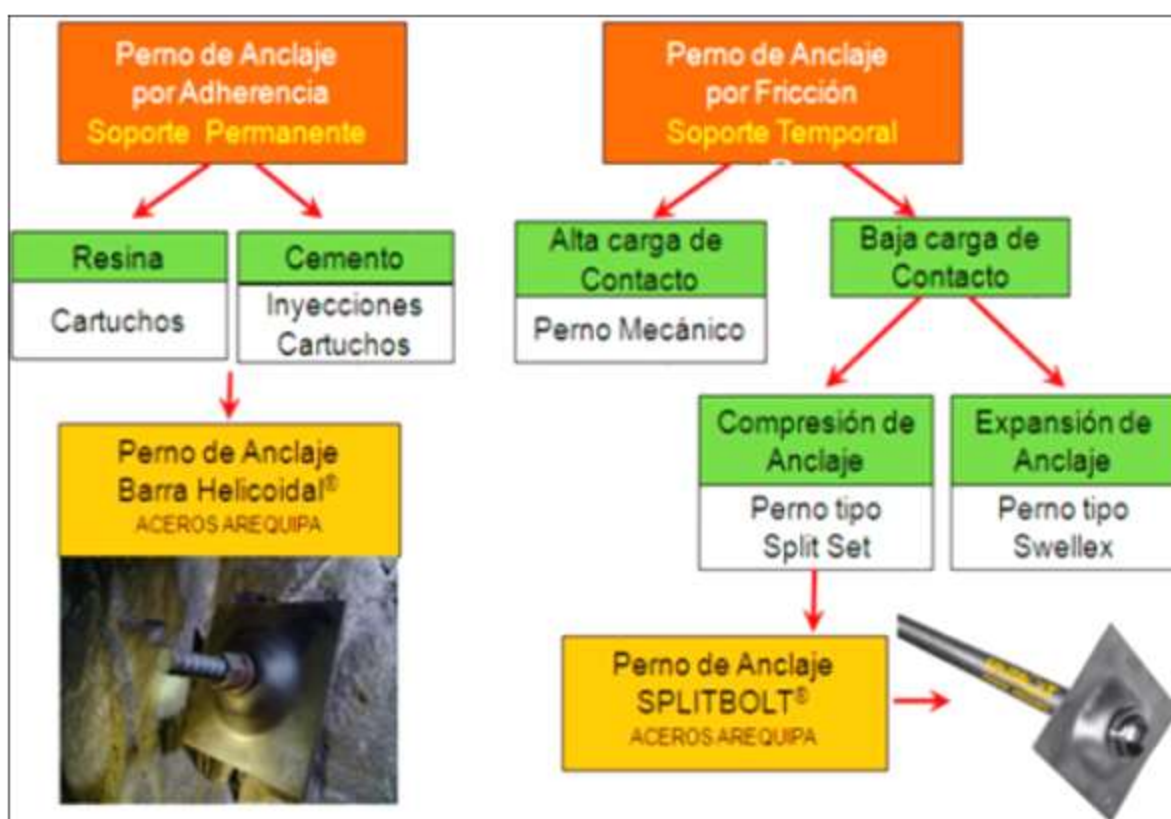 Perno de Anclaje
por Adherencia
Soporte Permanente
Resina
Cartuchos
Cemento
Inyecciones
Cartuchos
Perno de Anclaje
Barra Helicoidal®
ACEROS AREQUIPA
Perno de Anclaje
por Fricción
Soporte Temporal
Alta carga de
Contacto
Perno Mecánico
Baja carga de
Contacto
Compresión de
Anclaje
Perno tipo
Split Set
Expansión de
Anclaje
Perno tipo
Swellex
Perno de Anclaje
SPLITBOLT®
ACEROS AREQUIPA